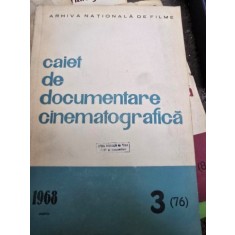 ARHIVA NAȚIONALĂ DE FILME
caiet
de
documentare
cinematografică
1968
3 (76)